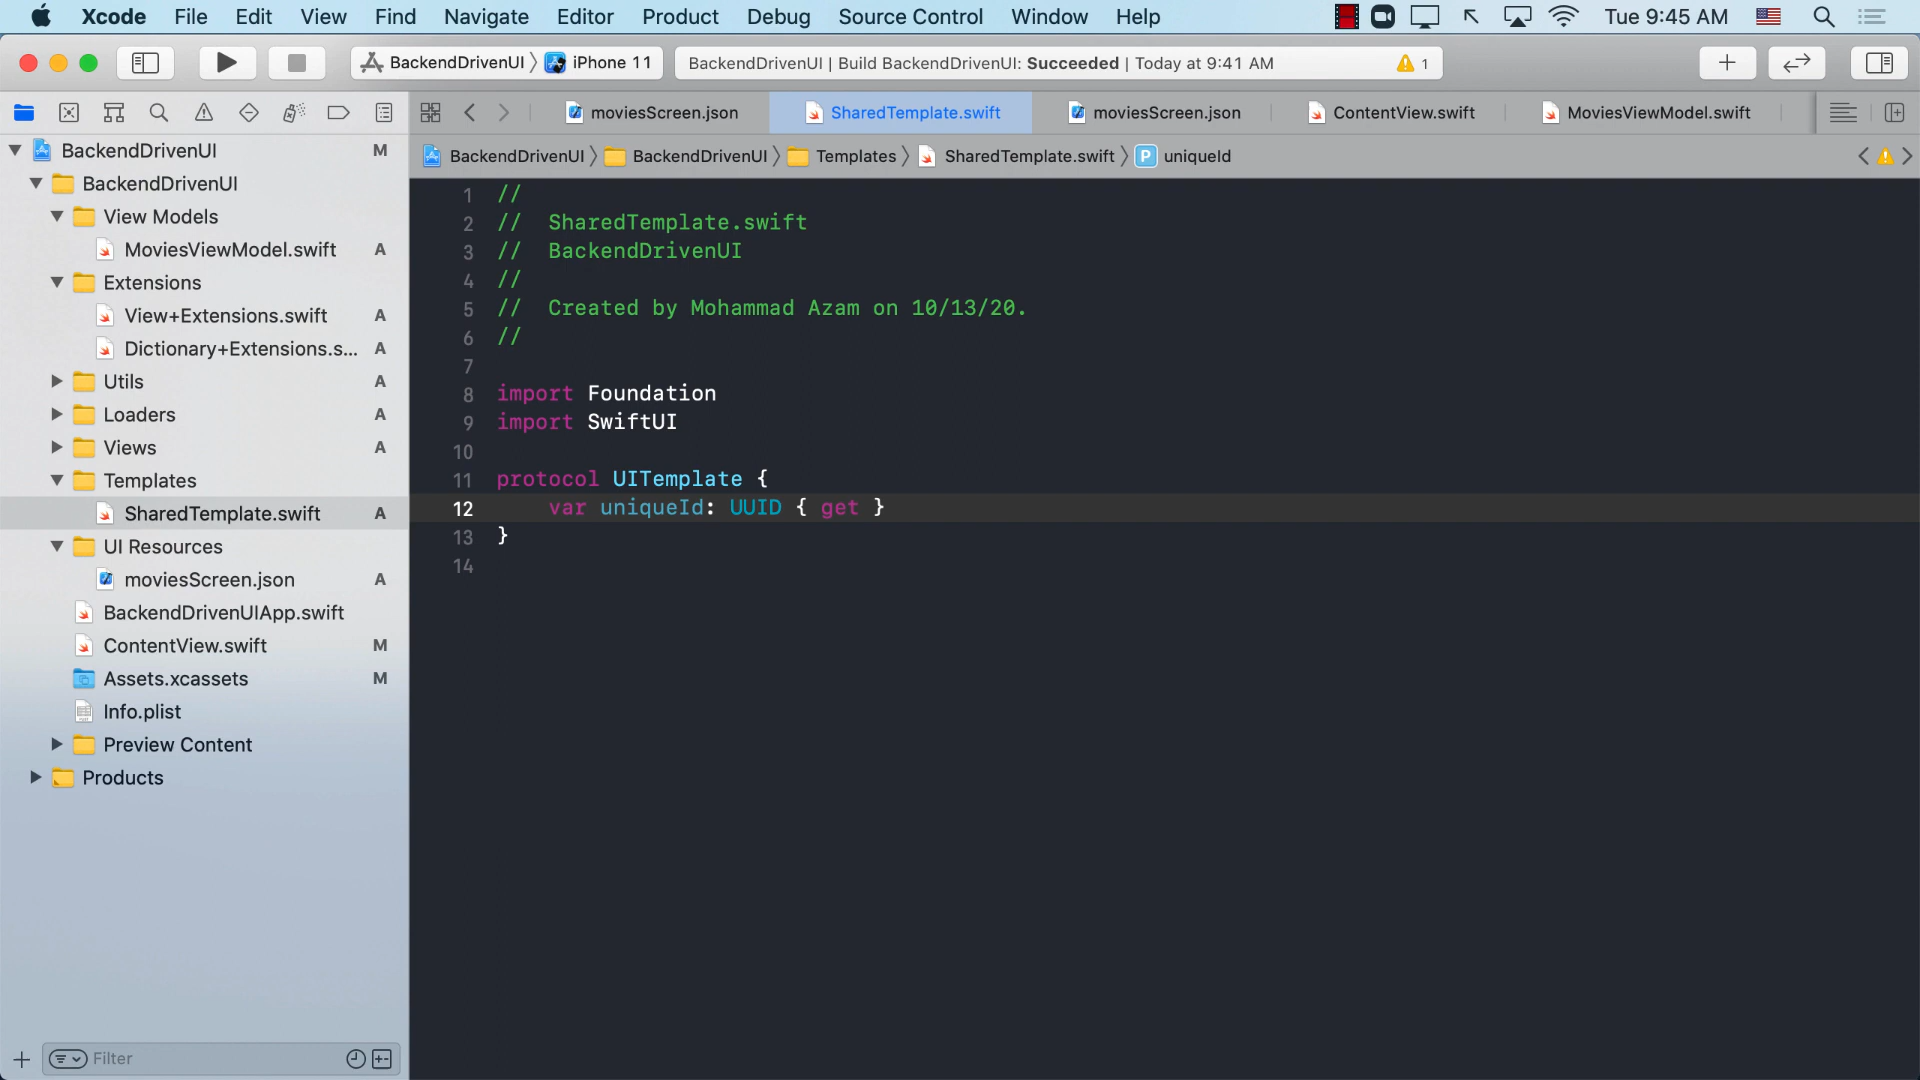 Xcode File Edit View Find Navigate Editor Product Debug Source Control Window Help Tue 9:45 AM
BackendDrivenUI iPhone 11 BackendDrivenUI | Build BackendDrivenUI: Succeeded | Today at 9:41 AM 1
moviesScreen.json SharedTemplate.swift moviesScreen.json ContentView.swift MoviesViewModel.swift
BackendDrivenUI BackendDrivenUI Templates SharedTemplate.swift P uniqueId
BackendDrivenUI M
BackendDrivenUI
View Models
MoviesViewModel.swift A
Extensions
View+Extensions.swift A
Dictionary+Extensions.s... A
Utils A
Loaders A
Views A
Templates
SharedTemplate.swift A
UI Resources
moviesScreen.json A
BackendDrivenUIApp.swift
ContentView.swift M
Assets.xcassets M
Info.plist
Preview Content
Products
Filter
1 //
2 // SharedTemplate.swift
3 // BackendDrivenUI
4 //
5 // Created by Mohammad Azam on 10/13/20.
6 //
7
8 import Foundation
9 import SwiftUI
10
11 protocol UITemplate {
12 var uniqueId: UUID { get }
13 }
14